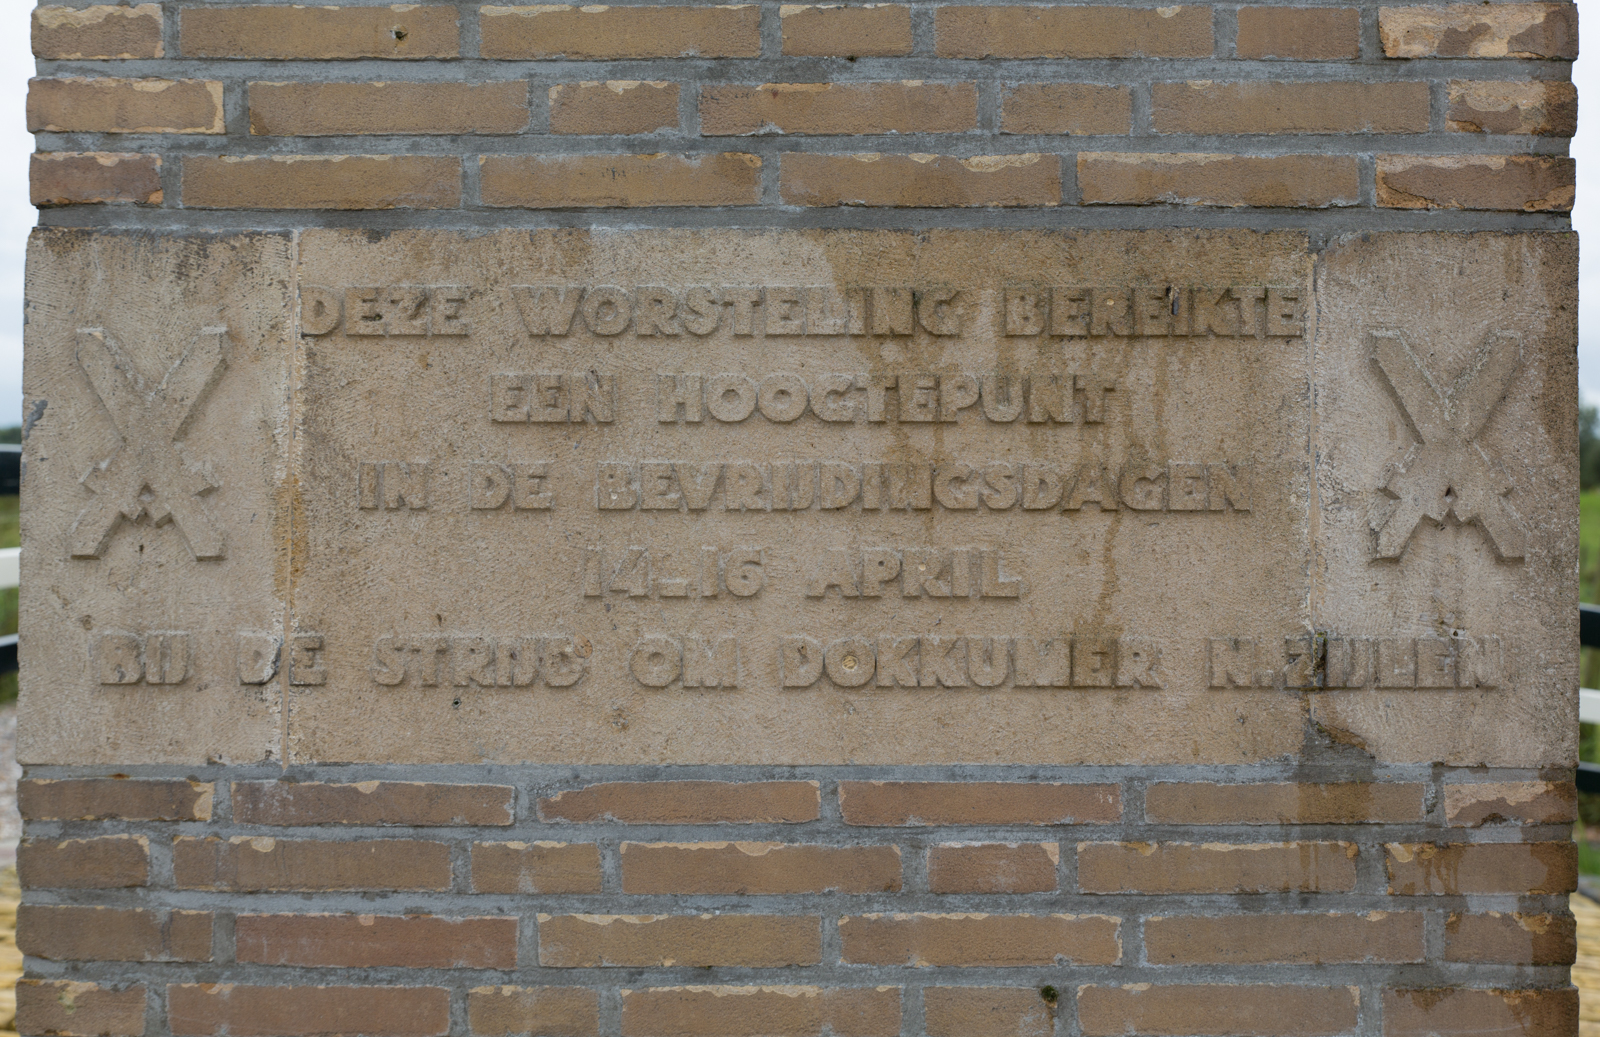 DEZE WORSTELING BEREIKTE
EEN HOOGTEPUNT
IN DE BEVRIJDINGSDAGEN
14-16 APRIL
BIJ DE STRIJD OM DOKKUMER N.ZIJLEN